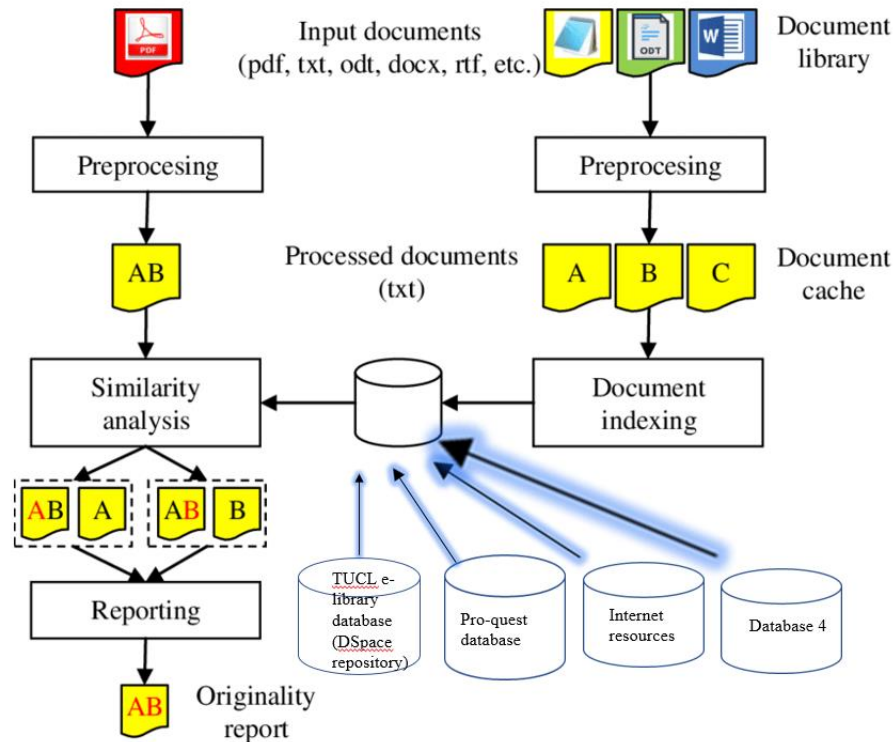 PDF
Input documents
(pdf, txt, odt, docx, rtf, etc.)
ODT
W
Document
library
Preprocesing
Preprocesing
AB
Processed documents
(txt)
A
B
C
Document
cache
Similarity
analysis
Document
indexing
AB
A
AB
B
Reporting
TUCL e-
library
database
(DSpace
repository)
Pro-quest
database
Internet
resources
Database 4
AB
Originality
report